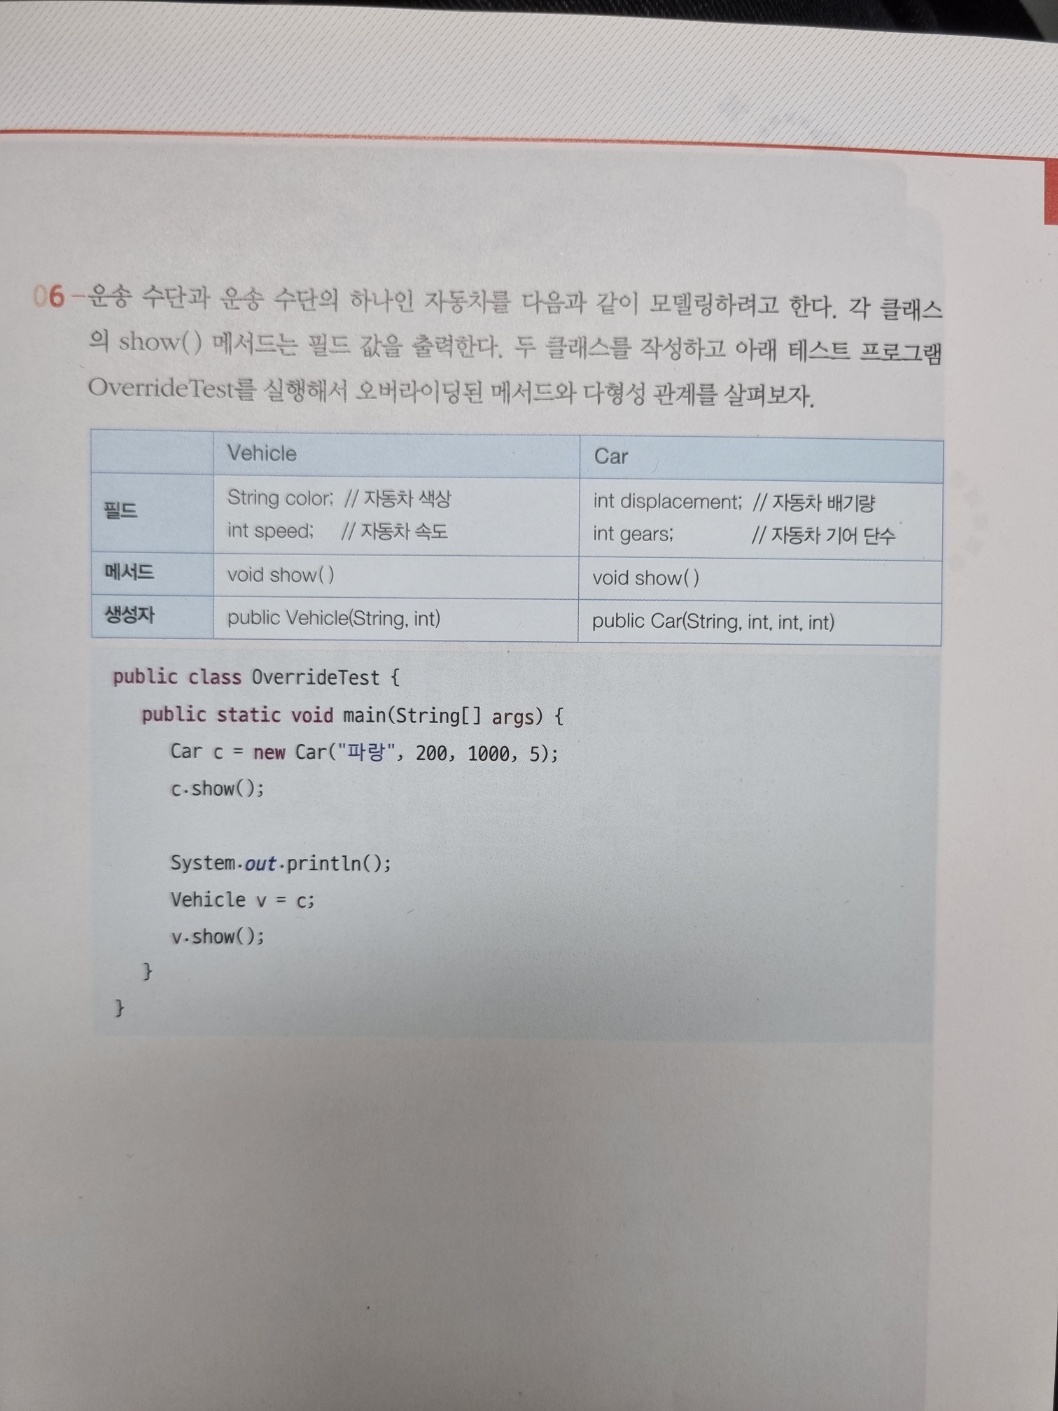 06 운송 수단과 운송 수단의 하나인 자동차를 다음과 같이 모델링하려고 한다. 각 클래스
의 show() 메서드는 필드 값을 출력한다. 두 클래스를 작성하고 아래 테스트 프로그램
OverrideTest를 실행해서 오버라이딩된 메서드와 다형성 관계를 살펴보자.
Vehicle Car
필드 String color; // 자동차 색상 int displacement; // 자동차 배기량
int speed; // 자동차 속도 int gears; // 자동차 기어 단수
메서드 void show() void show()
생성자 public Vehicle(String, int) public Car(String, int, int, int)
public class OverrideTest {
public static void main(String[] args) {
Car c = new Car("파랑", 200, 1000, 5);
c.show();
System.out.println();
Vehicle v = c;
v.show();
}
}